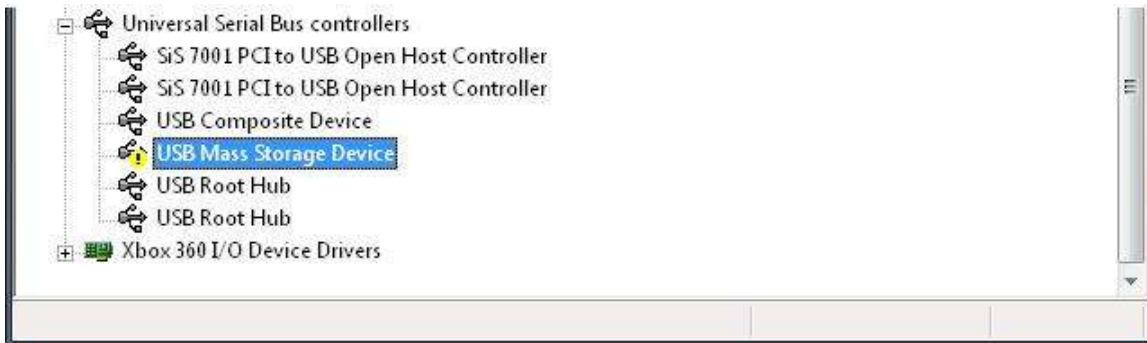 Universal Serial Bus controllers
SiS 7001 PCI to USB Open Host Controller
SiS 7001 PCI to USB Open Host Controller
USB Composite Device
USB Mass Storage Device
USB Root Hub
USB Root Hub
Xbox 360 I/O Device Drivers